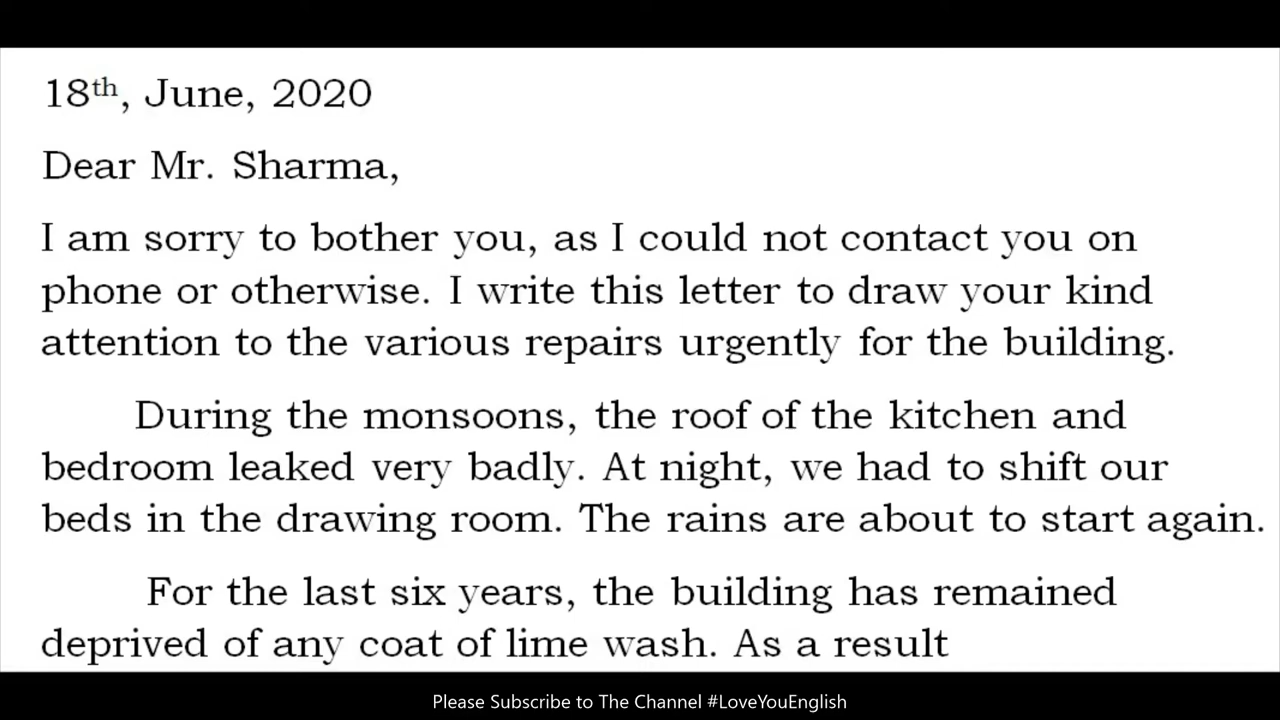 18th, June, 2020
Dear Mr. Sharma,
I am sorry to bother you, as I could not contact you on
phone or otherwise. I write this letter to draw your kind
attention to the various repairs urgently for the building.
During the monsoons, the roof of the kitchen and
bedroom leaked very badly. At night, we had to shift our
beds in the drawing room. The rains are about to start again.
For the last six years, the building has remained
deprived of any coat of lime wash. As a result
Please Subscribe to The Channel #LoveYouEnglish